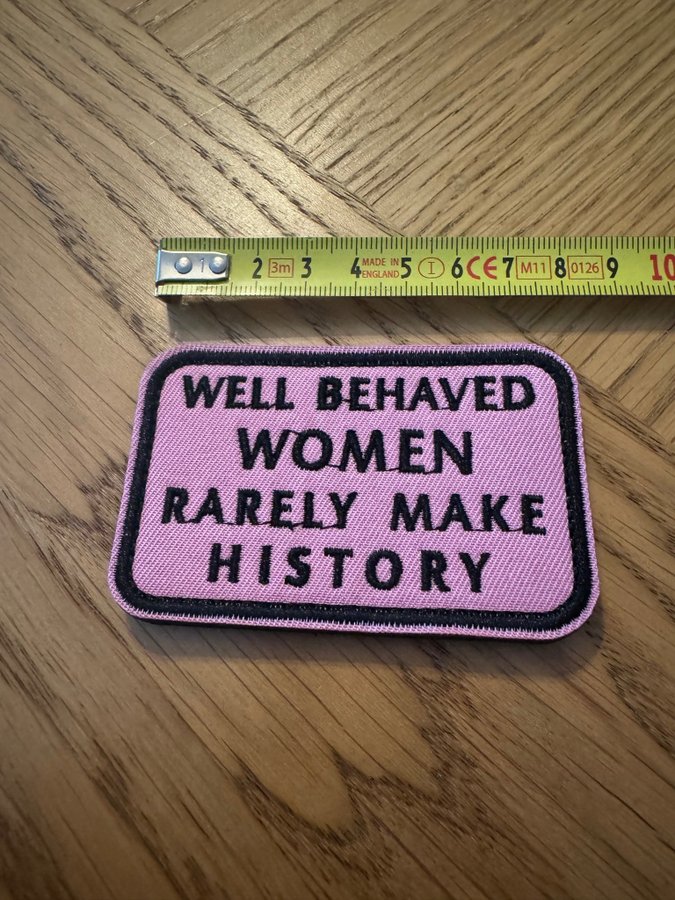 1 2 3m 3 4 MADE IN ENGLAND 5 I 6 CE 7 M11 8 0126 9 10
WELL BEHAVED
WOMEN
RARELY MAKE
HISTORY